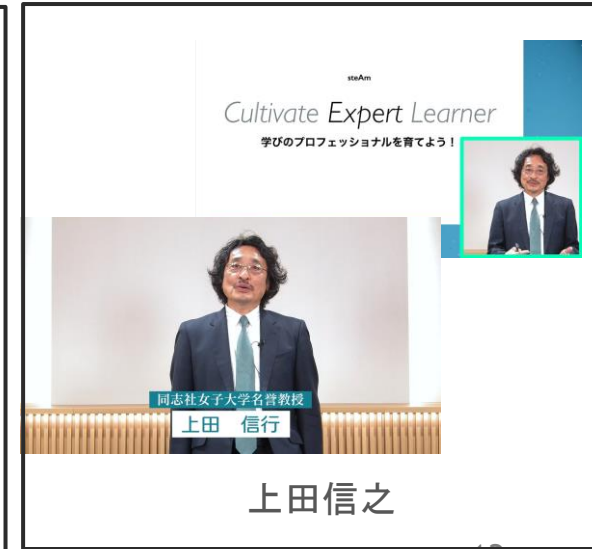 steAm
Cultivate Expert Learner
学びのプロフェッショナルを育てよう！
同志社女子大学名誉教授
上田 信行
上田信之